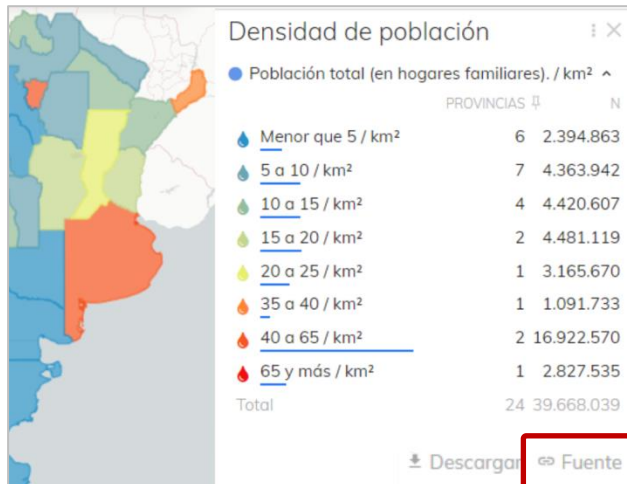 Densidad de población
Población total (en hogares familiares). / km²
PROVINCIAS N
Menor que 5 / km² 6 2.394.863
5 a 10 / km² 7 4.363.942
10 a 15 / km² 4 4.420.607
15 a 20 / km² 2 4.481.119
20 a 25 / km² 1 3.165.670
35 a 40 / km² 1 1.091.733
40 a 65 / km² 2 16.922.570
65 y más / km² 1 2.827.535
Total 24 39.668.039
Descargar Fuente